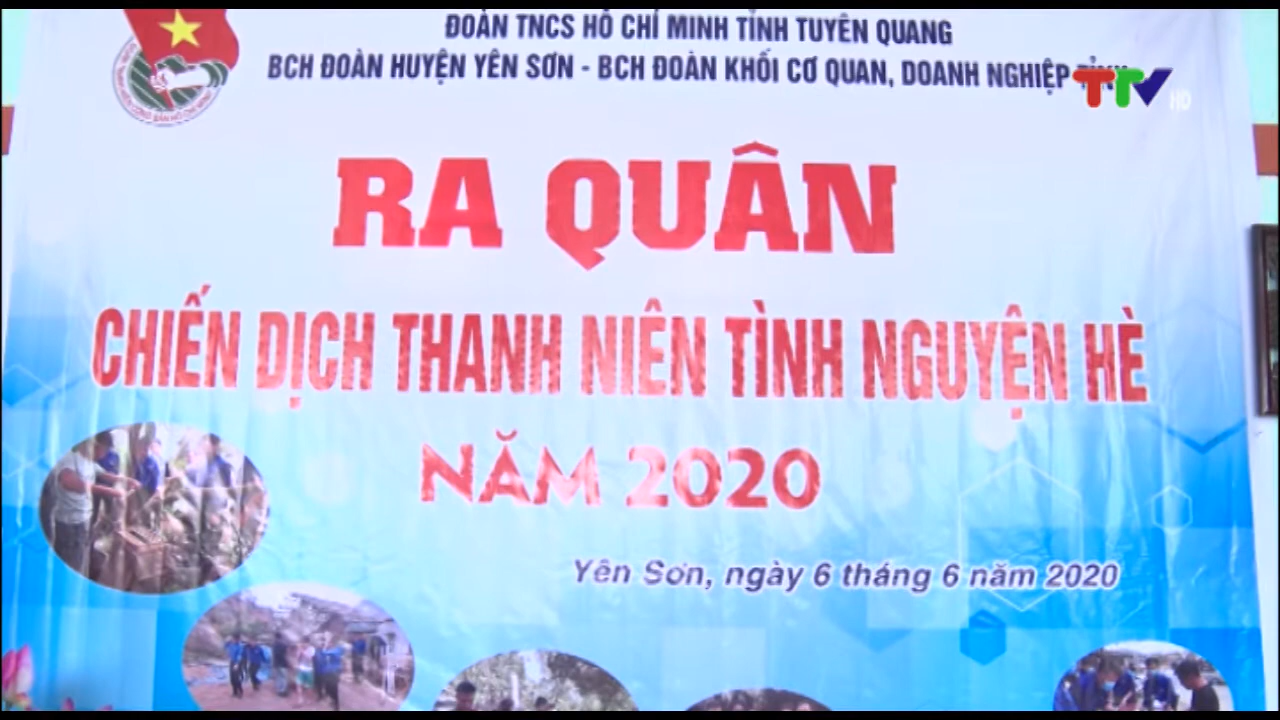 ĐOÀN TNCS HỒ CHÍ MINH TỈNH TUYÊN QUANG
BCH ĐOÀN HUYỆN YÊN SƠN - BCH ĐOÀN KHỐI CƠ QUAN, DOANH NGHIỆP TỈNH
TTV HD
RA QUÂN
CHIẾN DỊCH THANH NIÊN TÌNH NGUYỆN HÈ
NĂM 2020
Yên Sơn, ngày 6 tháng 6 năm 2020